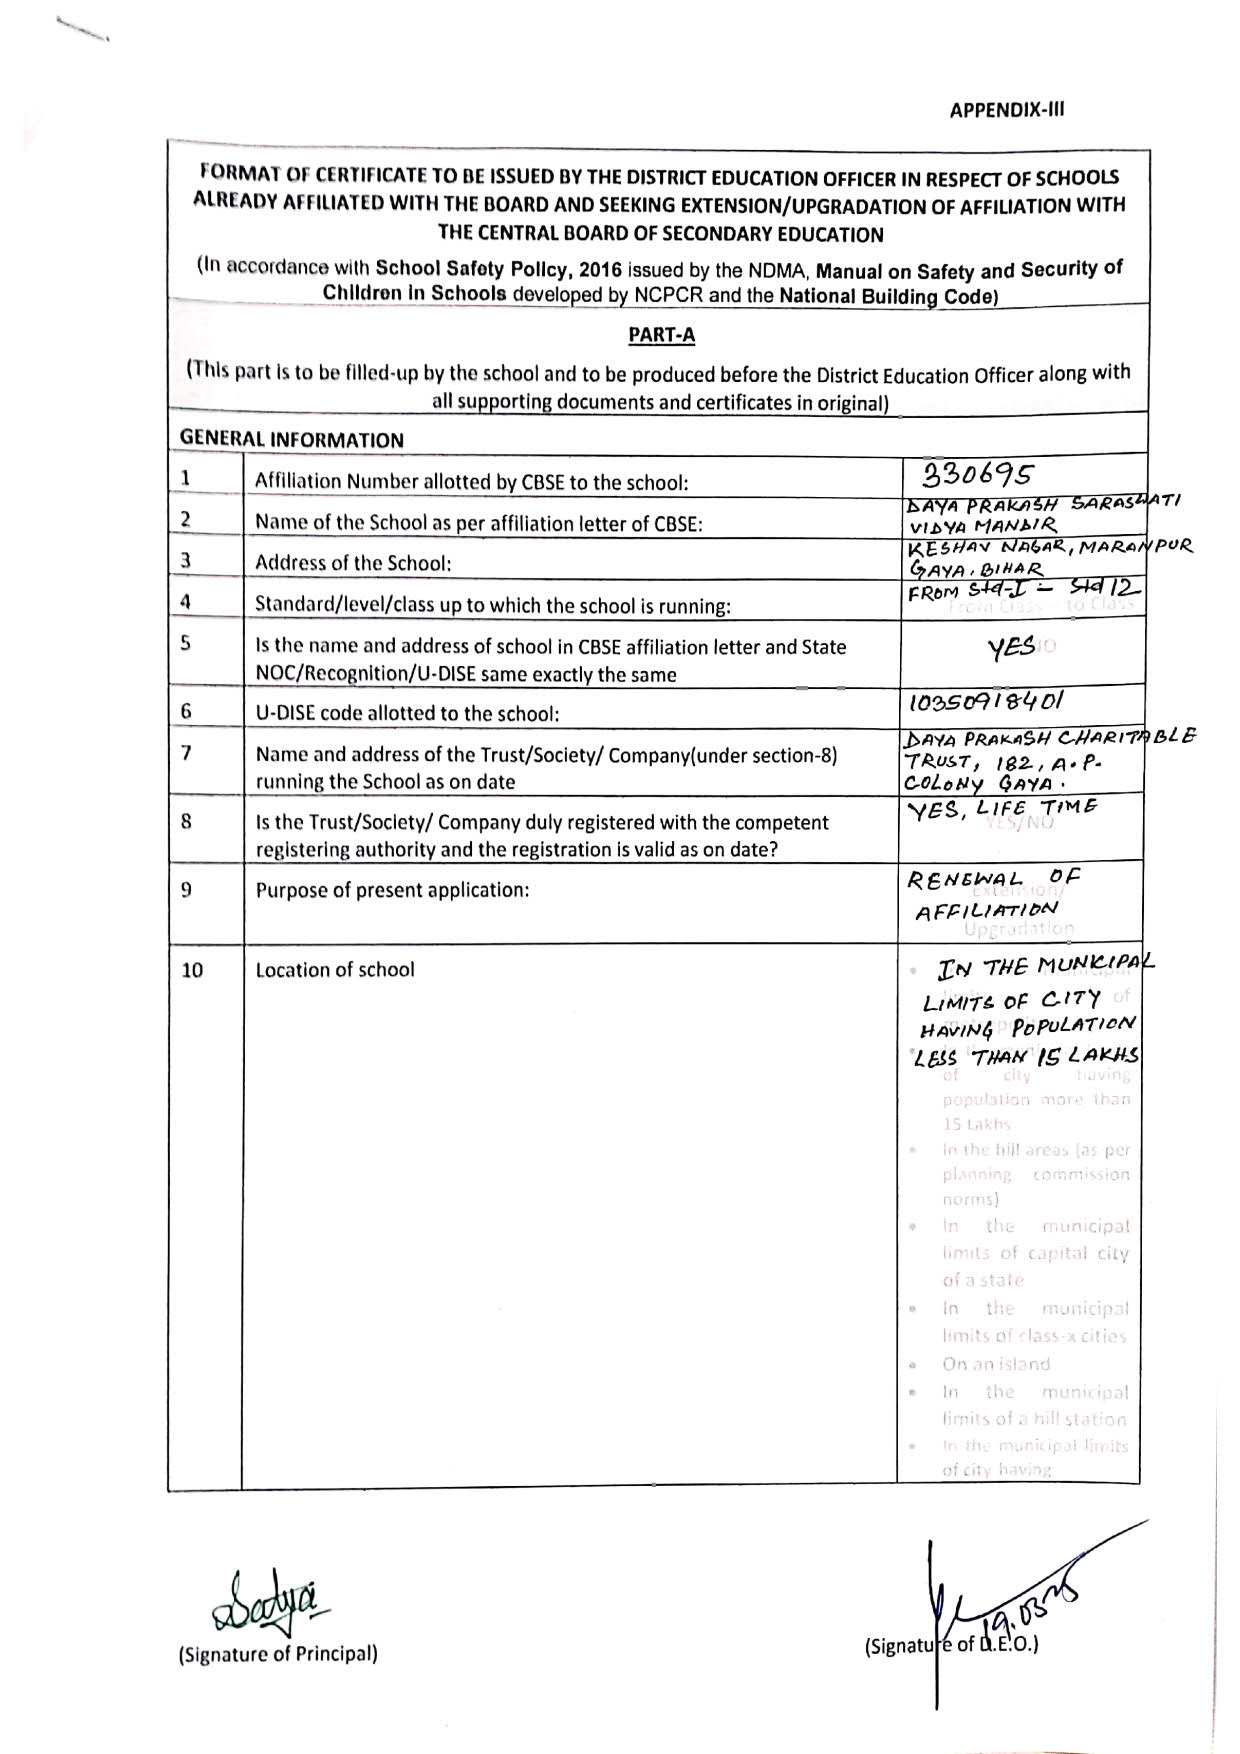 APPENDIX-III
FORMAT OF CERTIFICATE TO BE ISSUED BY THE DISTRICT EDUCATION OFFICER IN RESPECT OF SCHOOLS
ALREADY AFFILIATED WITH THE BOARD AND SEEKING EXTENSION/UPGRADATION OF AFFILIATION WITH
THE CENTRAL BOARD OF SECONDARY EDUCATION
(In accordance with School Safety Policy, 2016 issued by the NDMA, Manual on Safety and Security of
Children in Schools developed by NCPCR and the National Building Code)
PART-A
(This part is to be filled-up by the school and to be produced before the District Education Officer along with
all supporting documents and certificates in original)
GENERAL INFORMATION
1 Affiliation Number allotted by CBSE to the school: 330695
2 Name of the School as per affiliation letter of CBSE: DAYA PRAKASH SARASWATI
VIDYA MANDIR
3 Address of the School: KESHAV NAGAR, MARANPUR
GAYA. BIHAR
4 Standard/level/class up to which the school is running: FROM Std-I - Std 12
From Class - to Class
5 Is the name and address of school in CBSE affiliation letter and State
NOC/Recognition/U-DISE same exactly the same YES
6 U-DISE code allotted to the school: 10350918401
7 Name and address of the Trust/Society/ Company(under section-8)
running the School as on date DAYA PRAKASH CHARITABLE
TRUST, 182, A.P.
COLONY GAYA.
8 Is the Trust/Society/ Company duly registered with the competent
registering authority and the registration is valid as on date? YES, LIFE TIME
YES/NO
9 Purpose of present application: RENEWAL OF
Extension/
AFFILIATION
Upgradation
10 Location of school
• IN THE MUNICIPAL
LIMITS OF CITY of
HAVING POPULATION
• LESS THAN 15 LAKHS
of city having
population more than
15 Lakhs
• In the hill areas (as per
planning commission
norms)
• In the municipal
limits of capital city
of a state
• In the municipal
limits of class-x cities
• On an island
• In the municipal
limits of a hill station
• In the municipal limits
of city having
Satya
(Signature of Principal)
19.03.25
(Signature of D.E.O.)